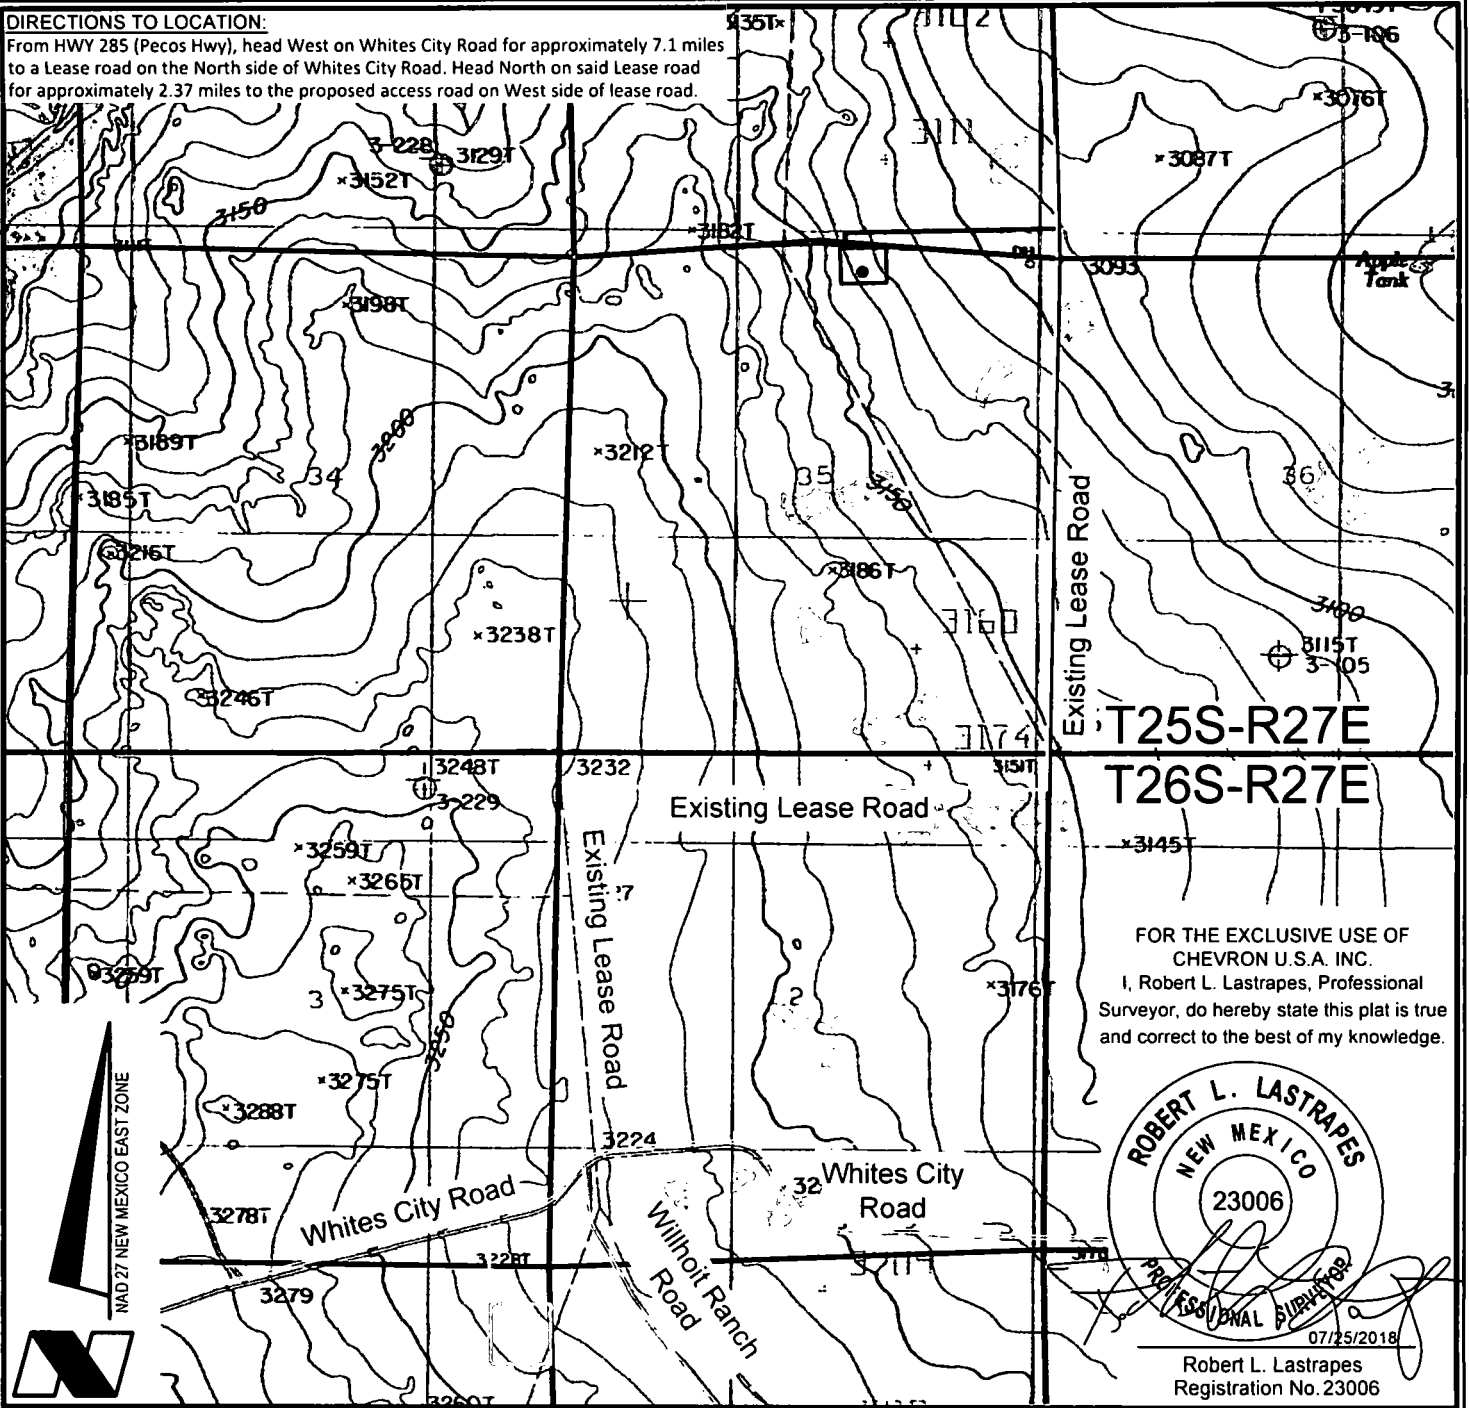 DIRECTIONS TO LOCATION:
From HWY 285 (Pecos Hwy), head West on Whites City Road for approximately 7.1 miles
to a Lease road on the North side of Whites City Road. Head North on said Lease road
for approximately 2.37 miles to the proposed access road on West side of lease road.
3102
3-106
×3076T
3111
3-228
3129T
×3087T
×3152T
3150
×3182T
3093
Apple
Tank
×3198T
3200
×3189T
×3212T
34
35
36
3150
×3185T
3216T
×3186T
3100
3160
×3238T
3115T
3-105
×3246T
Existing Lease Road
3174
T25S-R27E
3248T
3232
3151T
T26S-R27E
3-229
Existing Lease Road
×3259T
×3145T
×3265T
Existing Lease Road
3259T
3
×3275T
2
×3176T
3250
×3275T
×3288T
3224
3278T
Whites City Road
Whites City
Road
3228T
Willhoit Ranch
Road
3279
NAD 27 NEW MEXICO EAST ZONE
N
FOR THE EXCLUSIVE USE OF
CHEVRON U.S.A. INC.
I, Robert L. Lastrapes, Professional
Surveyor, do hereby state this plat is true
and correct to the best of my knowledge.
ROBERT L. LASTRAPES
NEW MEXICO
23006
PROFESSIONAL SURVEYOR
07/25/2018
Robert L. Lastrapes
Registration No. 23006